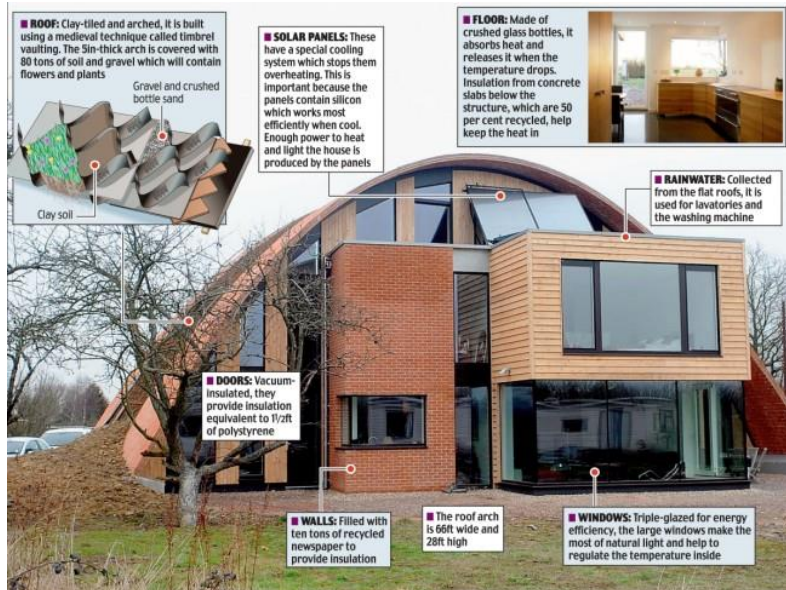 ■ ROOF: Clay-tiled and arched, it is built
using a medieval technique called timbrel
vaulting. The 5in-thick arch is covered with
80 tons of soil and gravel which will contain
flowers and plants
Gravel and crushed
bottle sand
Clay soil
■ SOLAR PANELS: These
have a special cooling
system which stops them
overheating. This is
important because the
panels contain silicon
which works most
efficiently when cool.
Enough power to heat
and light the house is
produced by the panels
■ FLOOR: Made of
crushed glass bottles, it
absorbs heat and
releases it when the
temperature drops.
Insulation from concrete
slabs below the
structure, which are 50
per cent recycled, help
keep the heat in
■ RAINWATER: Collected
from the flat roofs, it is
used for lavatories and
the washing machine
■ DOORS: Vacuum-
insulated, they
provide insulation
equivalent to 1½ft
of polystyrene
■ WALLS: Filled with
ten tons of recycled
newspaper to
provide insulation
■ The roof arch
is 66ft wide and
28ft high
■ WINDOWS: Triple-glazed for energy
efficiency, the large windows make the
most of natural light and help to
regulate the temperature inside